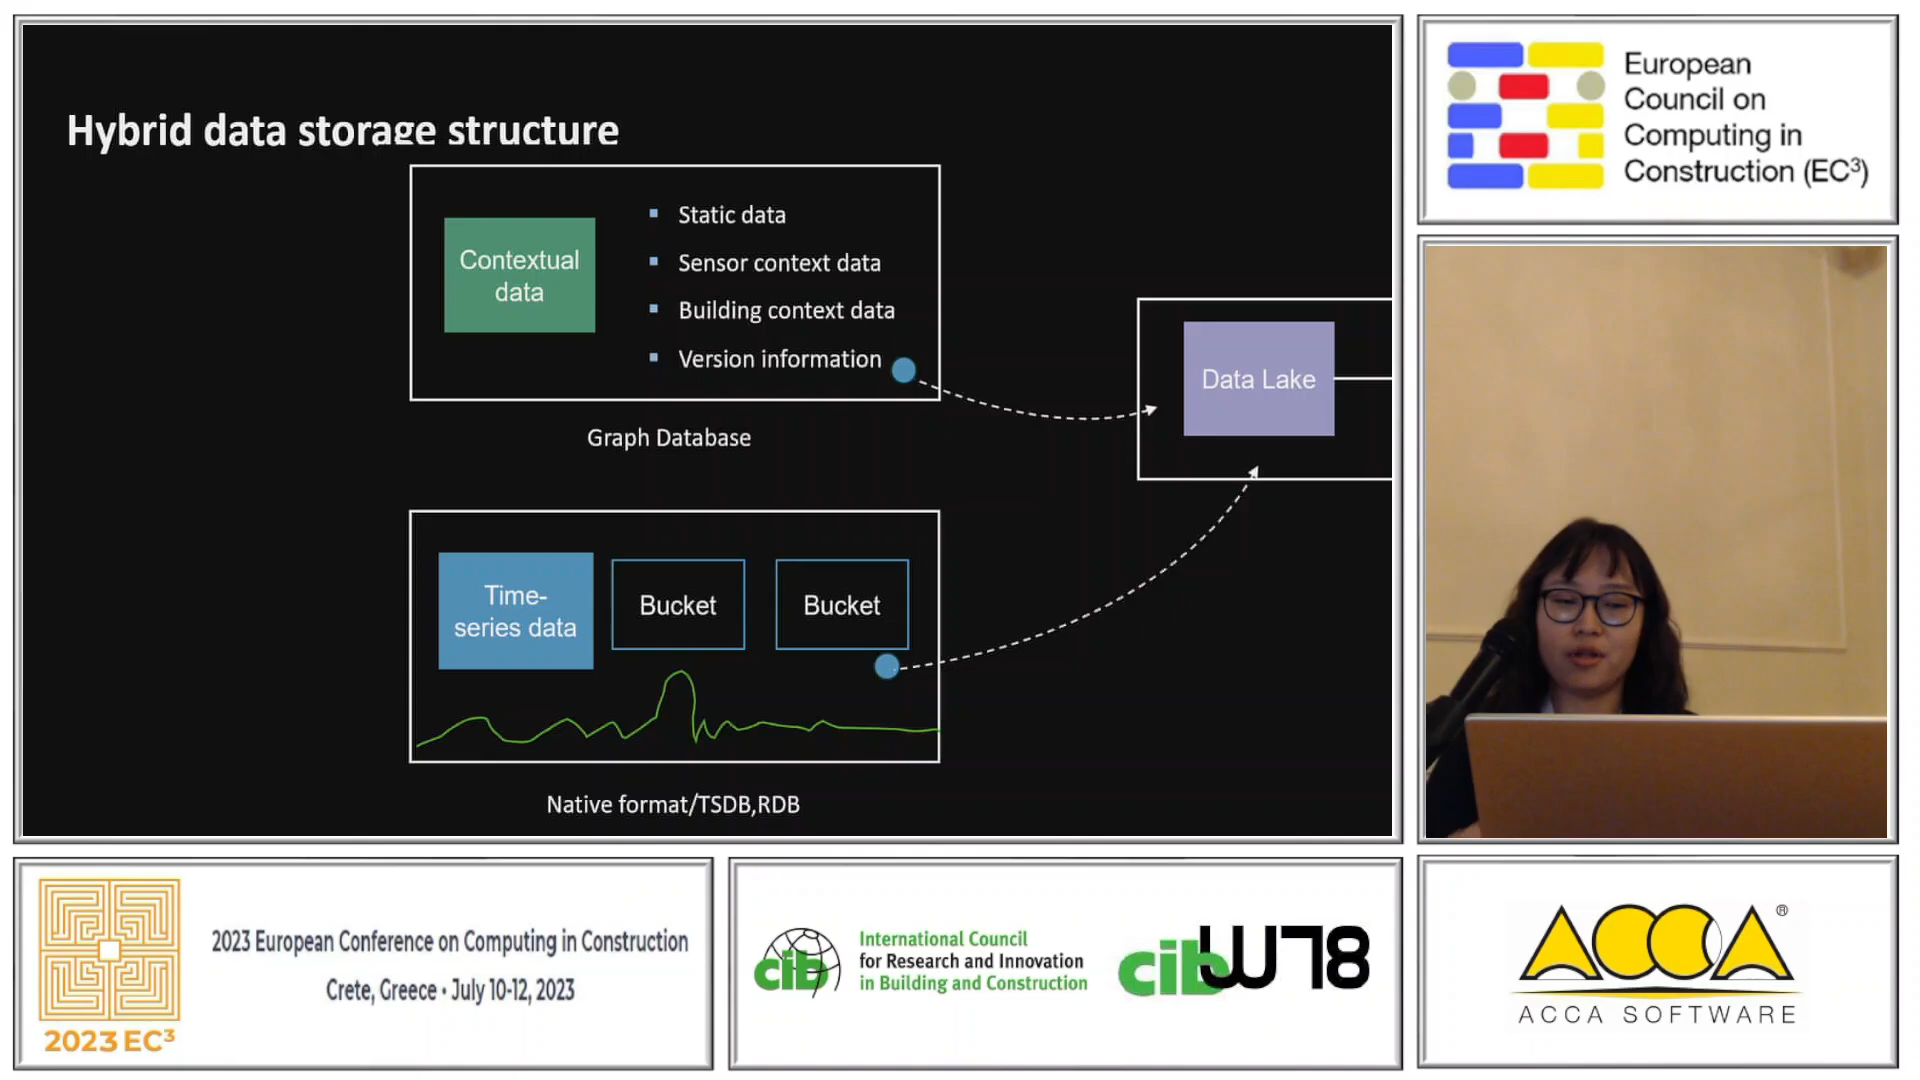 Hybrid data storage structure
Contextual
data
Static data
Sensor context data
Building context data
Version information
Graph Database
Data Lake
Time-
series data
Bucket
Bucket
Native format/TSDB,RDB
European
Council on
Computing in
Construction (EC³)
2023 European Conference on Computing in Construction
Crete, Greece • July 10-12, 2023
2023 EC³
cib
International Council
for Research and Innovation
in Building and Construction
cib W78
ACCA ®
ACCA SOFTWARE